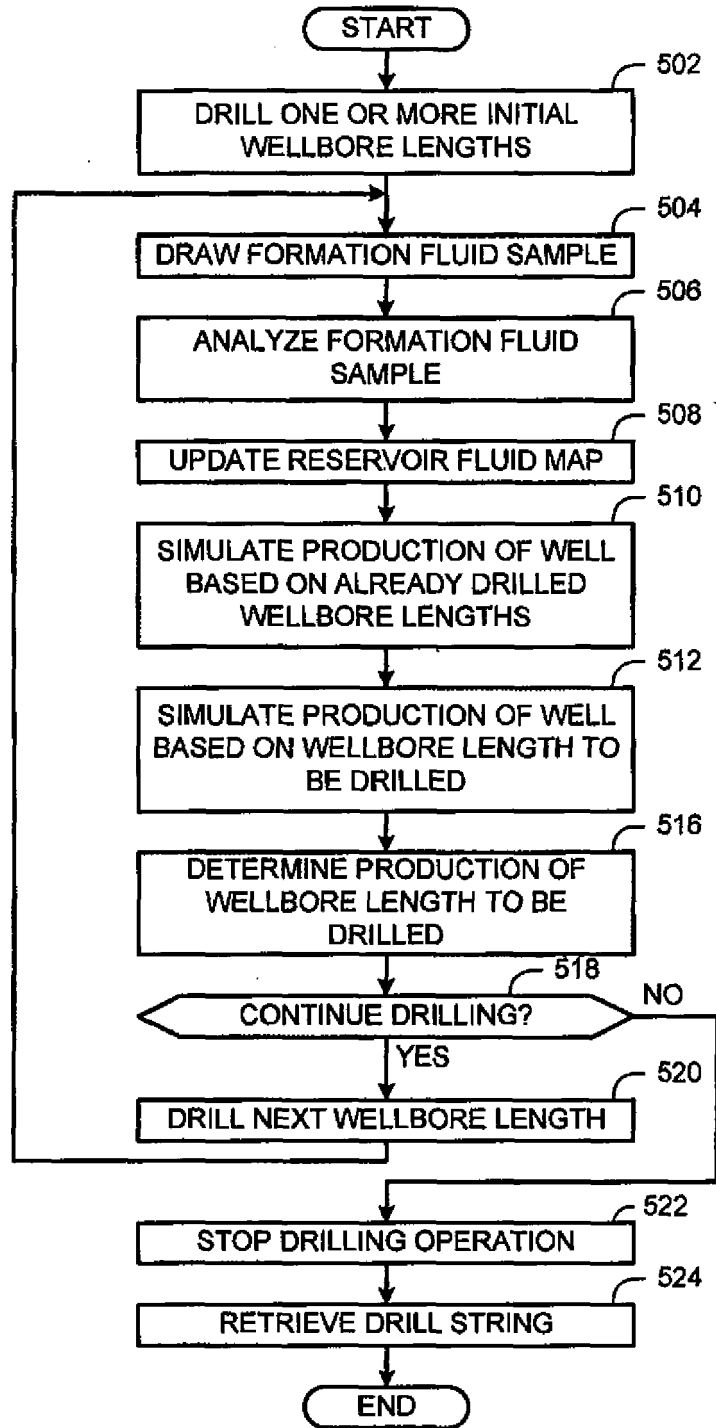 START
502
DRILL ONE OR MORE INITIAL
WELLBORE LENGTHS
504
DRAW FORMATION FLUID SAMPLE
506
ANALYZE FORMATION FLUID
SAMPLE
508
UPDATE RESERVOIR FLUID MAP
510
SIMULATE PRODUCTION OF WELL
BASED ON ALREADY DRILLED
WELLBORE LENGTHS
512
SIMULATE PRODUCTION OF WELL
BASED ON WELLBORE LENGTH TO
BE DRILLED
516
DETERMINE PRODUCTION OF
WELLBORE LENGTH TO BE
DRILLED
518
CONTINUE DRILLING?
NO
YES
520
DRILL NEXT WELLBORE LENGTH
522
STOP DRILLING OPERATION
524
RETRIEVE DRILL STRING
END